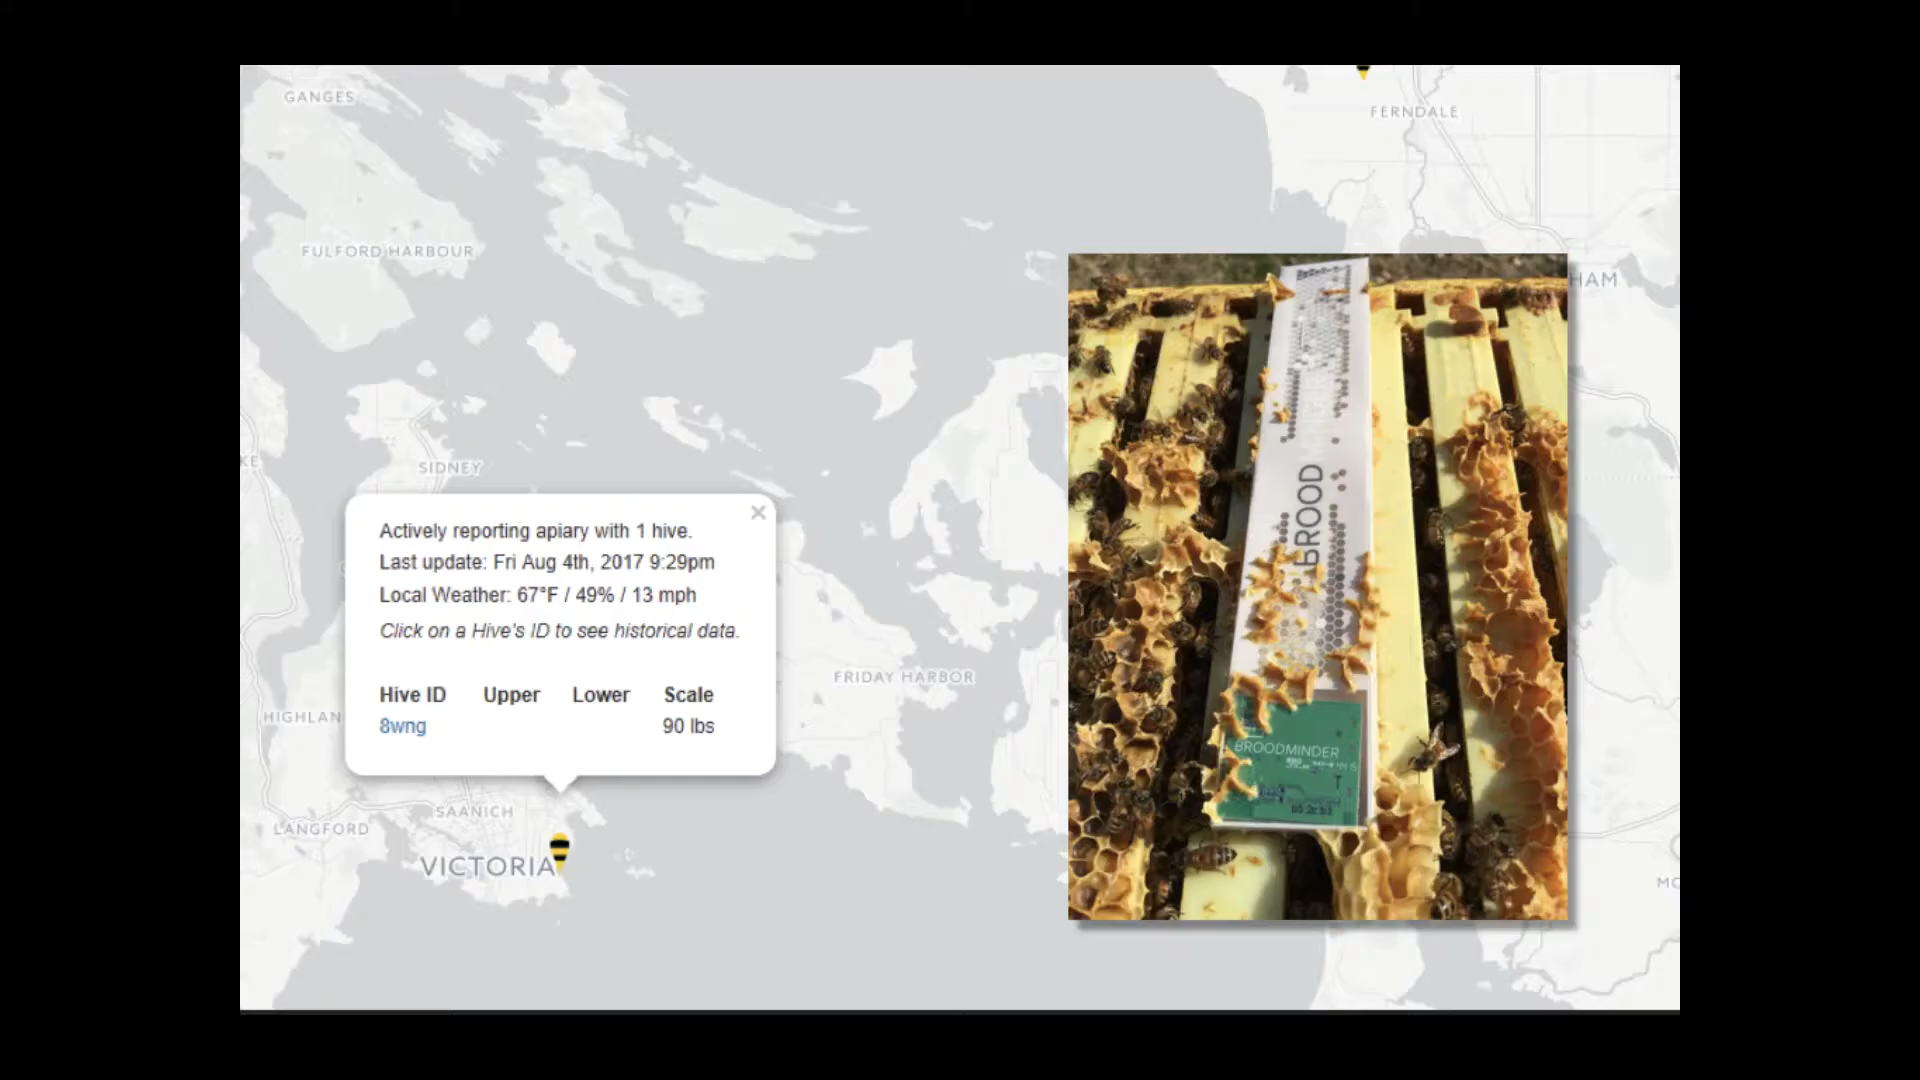 GANGES
FERNDALE
FULFORD HARBOUR
HAM
KE
SIDNEY
Actively reporting apiary with 1 hive.
Last update: Fri Aug 4th, 2017 9:29pm
Local Weather: 67°F / 49% / 13 mph
Click on a Hive's ID to see historical data.
Hive ID Upper Lower Scale
8wng 90 lbs
FRIDAY HARBOR
HIGHLAN
SAANICH
LANGFORD
VICTORIA
MO
BROOD
BROODMINDER